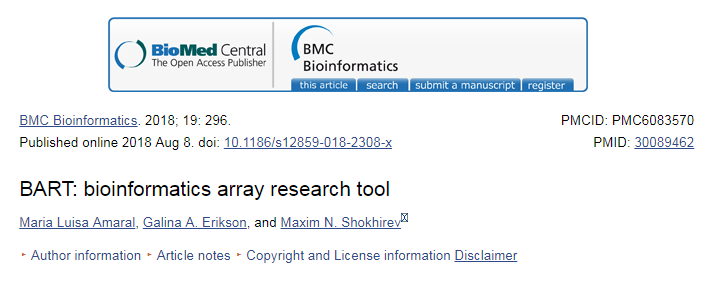 BioMed Central
The Open Access Publisher
BMC
Bioinformatics
this article search submit a manuscript register
BMC Bioinformatics. 2018; 19: 296.
PMCID: PMC6083570
Published online 2018 Aug 8. doi: 10.1186/s12859-018-2308-x
PMID: 30089462
BART: bioinformatics array research tool
Maria Luisa Amaral, Galina A. Erikson, and Maxim N. Shokhirev
Author information Article notes Copyright and License information Disclaimer